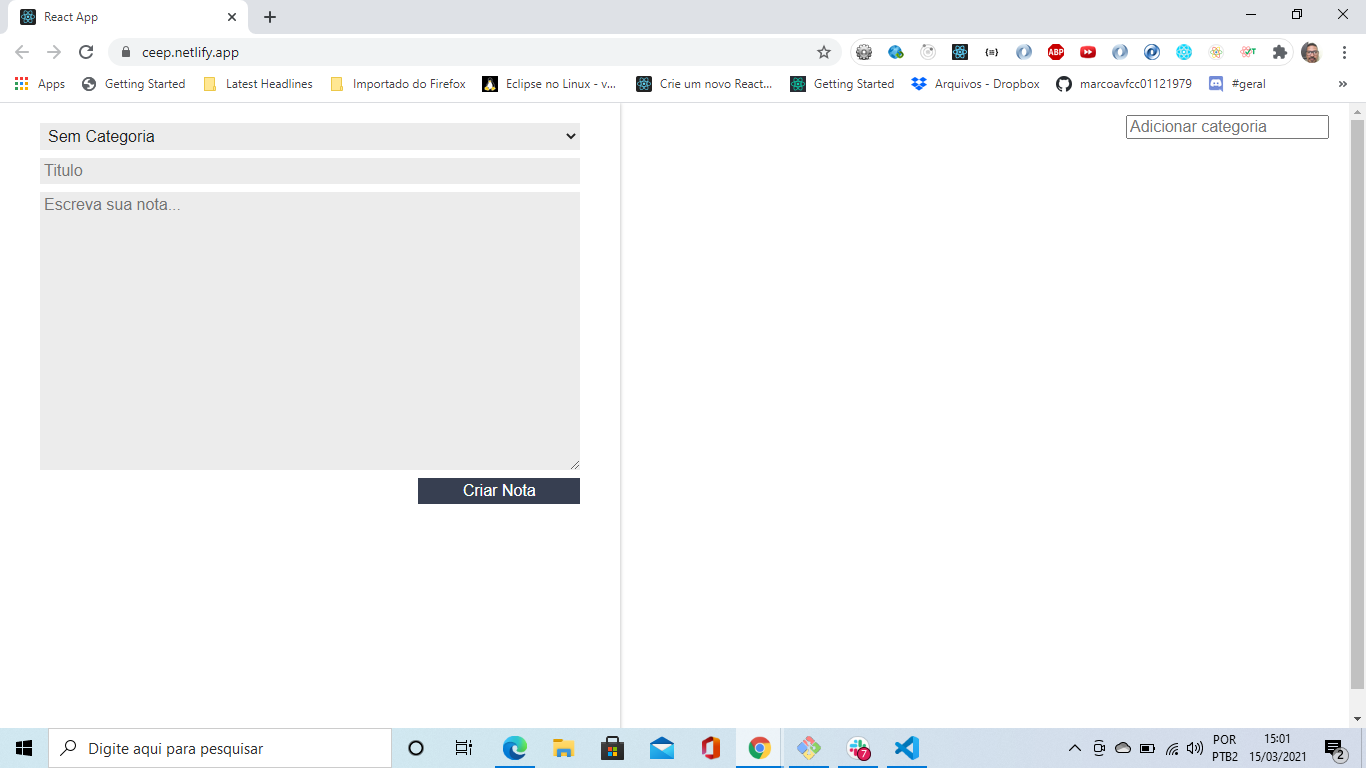 React App
ceep.netlify.app
ABP
Apps Getting Started Latest Headlines Importado do Firefox Eclipse no Linux - v... Crie um novo React... Getting Started Arquivos - Dropbox marcoavfcc01121979 #geral »
Sem Categoria
Adicionar categoria
Titulo
Escreva sua nota...
Criar Nota
Digite aqui para pesquisar
7
POR
PTB2
15:01
15/03/2021
2